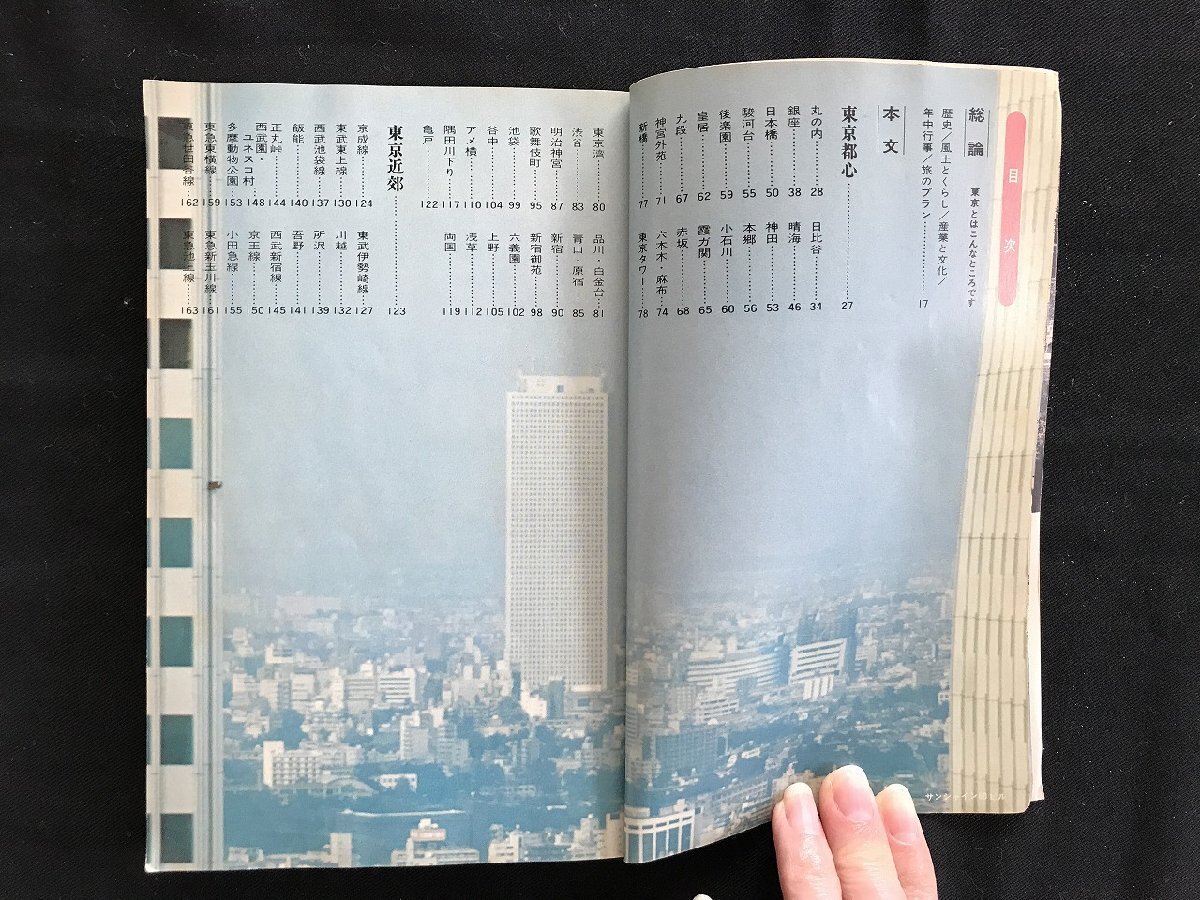 目次
総論 東京とはこんなところです
歴史/風土とくらし/産業と文化/
年中行事/旅のプラン…………17
本文
東京都心…………27
丸の内…………28
日比谷…………31
銀座…………38
晴海…………46
日本橋…………50
神田…………53
駿河台…………55
本郷…………56
後楽園…………59
小石川…………60
皇居…………62
霞ガ関…………65
九段…………67
赤坂…………68
神宮外苑…………71
六本木・麻布…………74
新橋…………77
東京タワー…………78
東京湾…………80
品川・白金台…………81
渋谷…………83
青山・原宿…………85
明治神宮…………87
新宿…………90
歌舞伎町…………95
新宿御苑…………98
池袋…………99
六義園…………102
谷中…………104
上野…………105
アメ横…………110
浅草…………112
隅田川下り…………117
両国…………119
亀戸…………122
東京近郊…………123
京成線…………124
東武伊勢崎線…………127
東武東上線…………130
川越…………132
西武池袋線…………137
所沢…………139
飯能…………140
吾野…………141
正丸峠…………144
西武新宿線…………145
西武園・
ユネスコ村…………148
京王線…………50
多摩動物公園…………153
小田急線…………155
東急東横線…………159
東急新玉川線…………161
東急世田谷線…………162
東急池上線…………163
サンシャイン60ビル